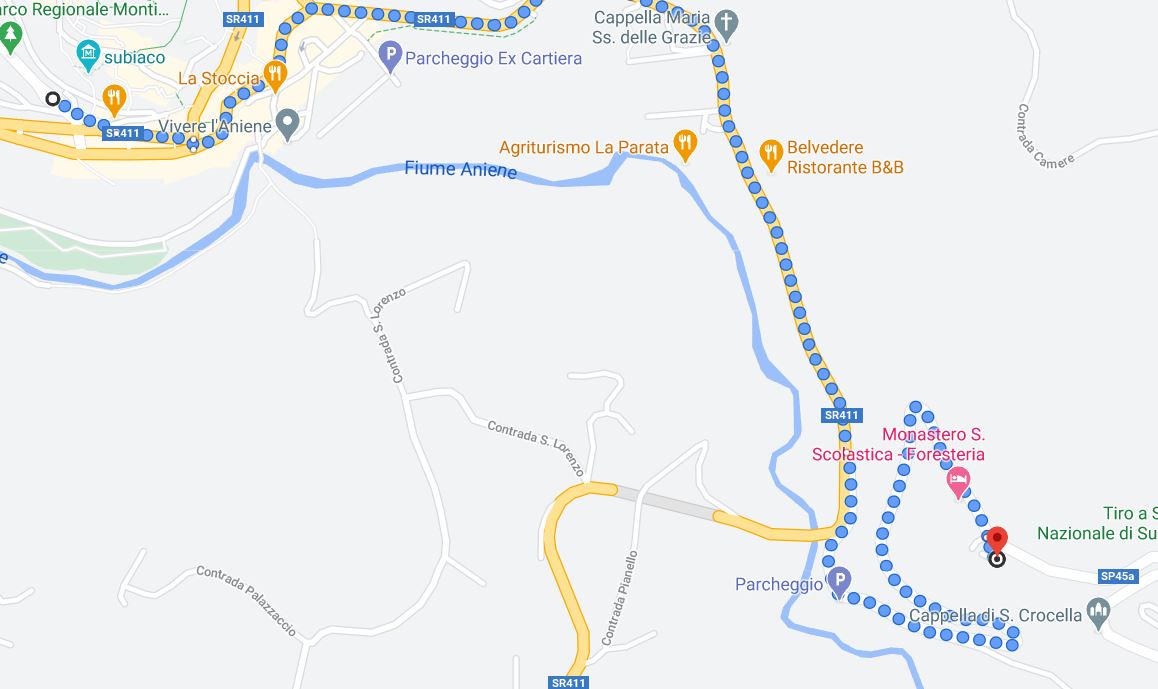 arco Regionale Monti...
SR411
SR411
Cappella Maria
Ss. delle Grazie
subiaco
P
Parcheggio Ex Cartiera
La Stoccia
SR411
Vivere l'Aniene
Contrada Camere
Agriturismo La Parata
Belvedere
Ristorante B&B
Fiume Aniene
e
Contrada S. Lorenzo
SR411
Contrada S. Lorenzo
Monastero S.
Scolastica - Foresteria
Tiro a S
Nazionale di Su
SP45a
Parcheggio
P
Contrada Palazzaccio
Contrada Pianello
Cappella di S. Crocella
SR411